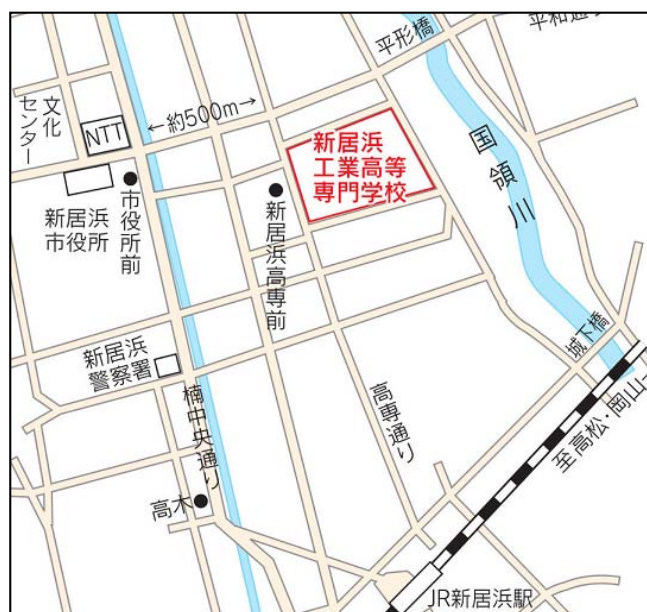 平形橋
平和通り
文化
センター
NTT
←約500m→
新居浜
工業高等
専門学校
国領川
新居浜
市役所
市役所前
新居浜高専前
城下橋
新居浜
警察署
楠中央通り
高専通り
至高松・岡山→
高木
JR新居浜駅